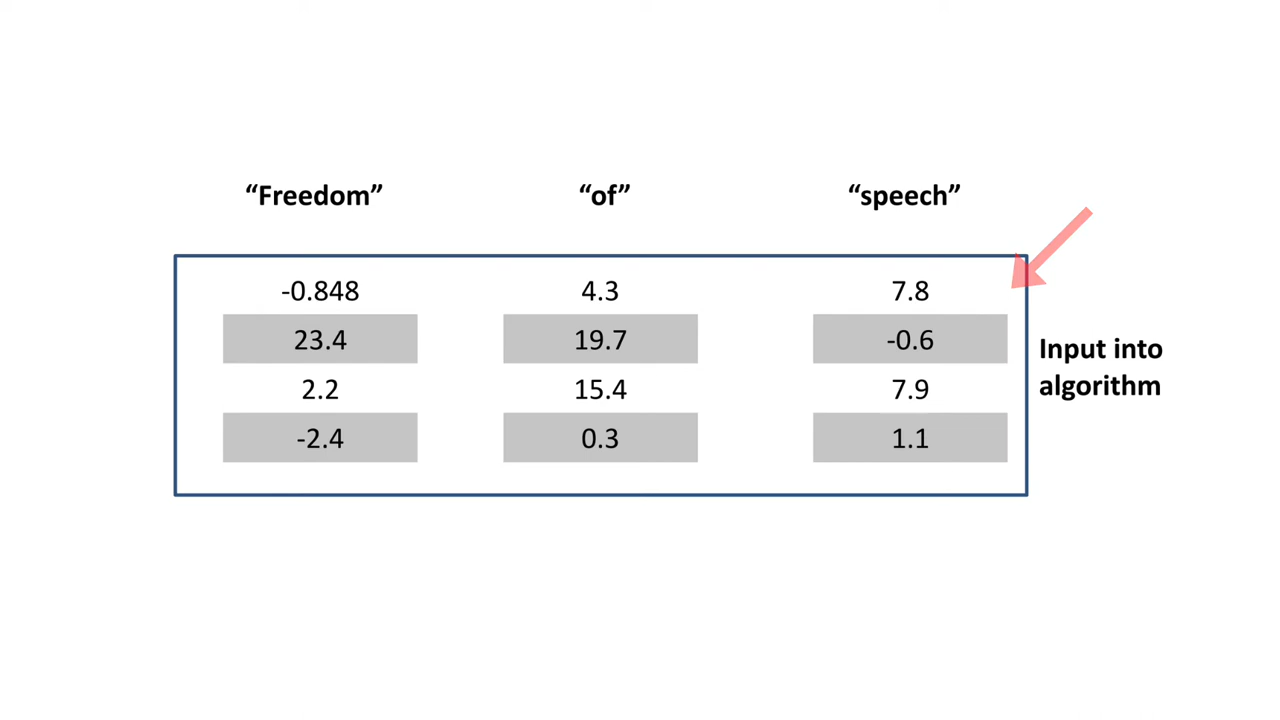 “Freedom” “of” “speech”
-0.848 4.3 7.8
23.4 19.7 -0.6
Input into
2.2 15.4 7.9
algorithm
-2.4 0.3 1.1